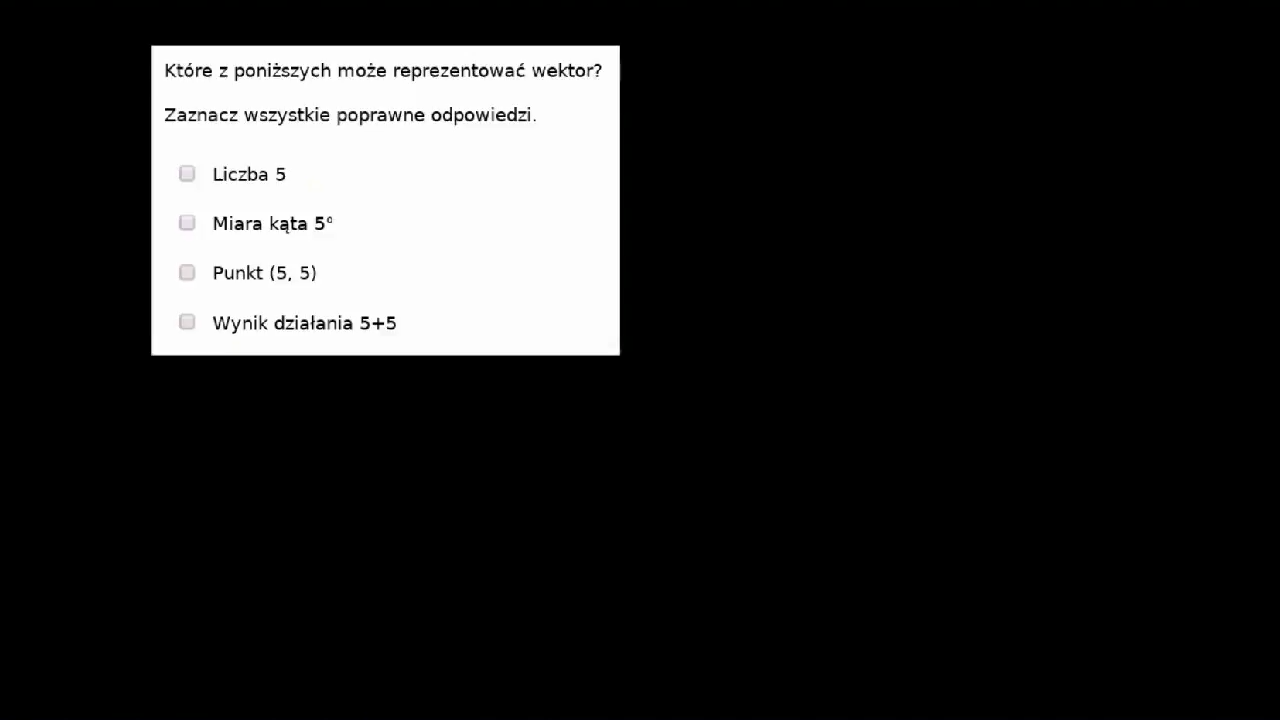 Które z poniższych może reprezentować wektor?
Zaznacz wszystkie poprawne odpowiedzi.
Liczba 5
Miara kąta 5°
Punkt (5, 5)
Wynik działania 5+5